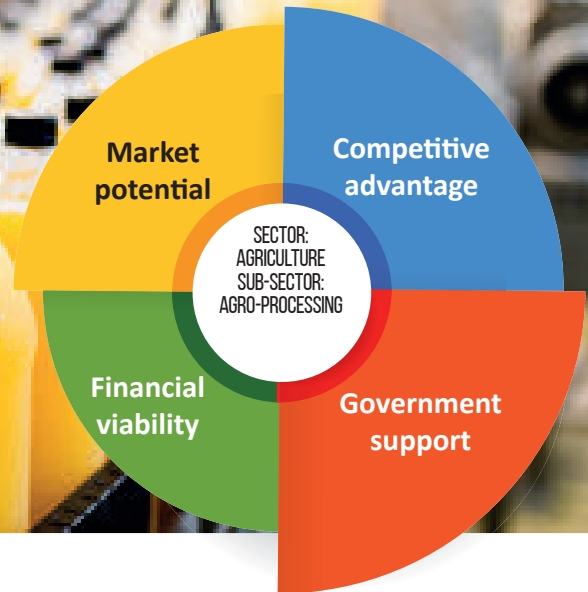 Market
potential
Competitive
advantage
SECTOR:
AGRICULTURE
SUB-SECTOR:
AGRO-PROCESSING
Financial
viability
Government
support